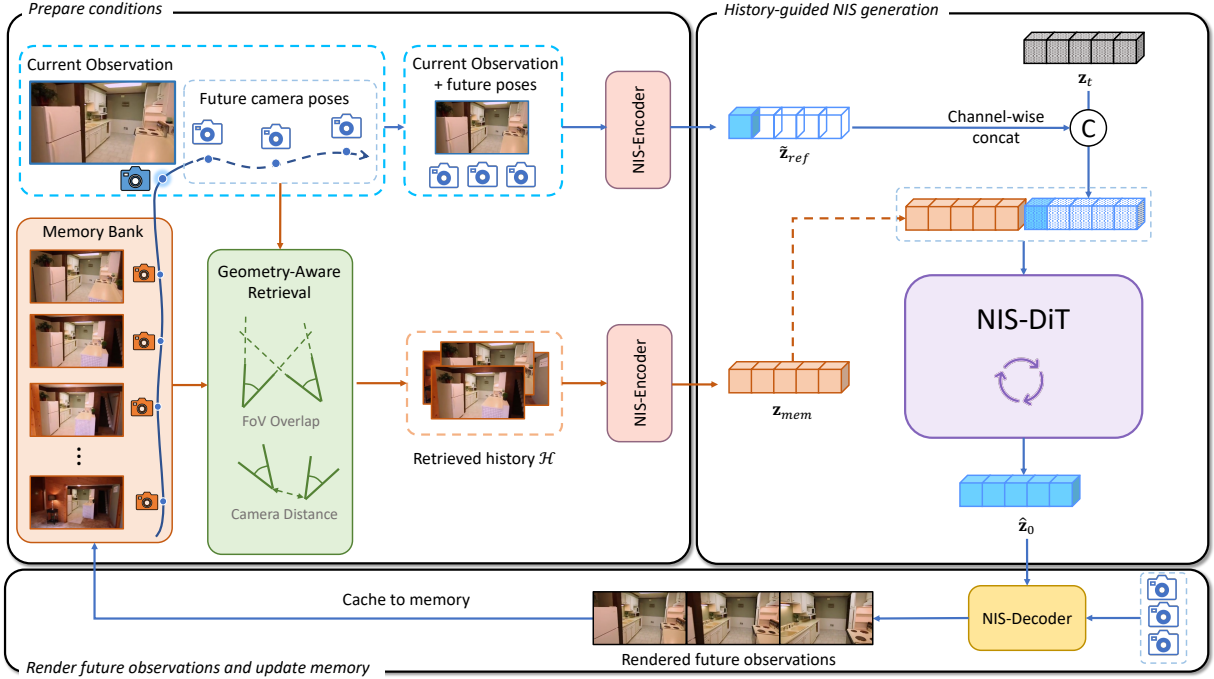 Prepare conditions
Current Observation
Future camera poses
Current Observation
+ future poses
NIS-Encoder
Memory Bank
Geometry-Aware
Retrieval
FoV Overlap
Camera Distance
Retrieved history ℋ
NIS-Encoder
History-guided NIS generation
𝐳ₜ
Channel-wise
concat
C
z̃_ref
𝐳_mem
NIS-DiT
ẑ₀
NIS-Decoder
Cache to memory
Rendered future observations
Render future observations and update memory